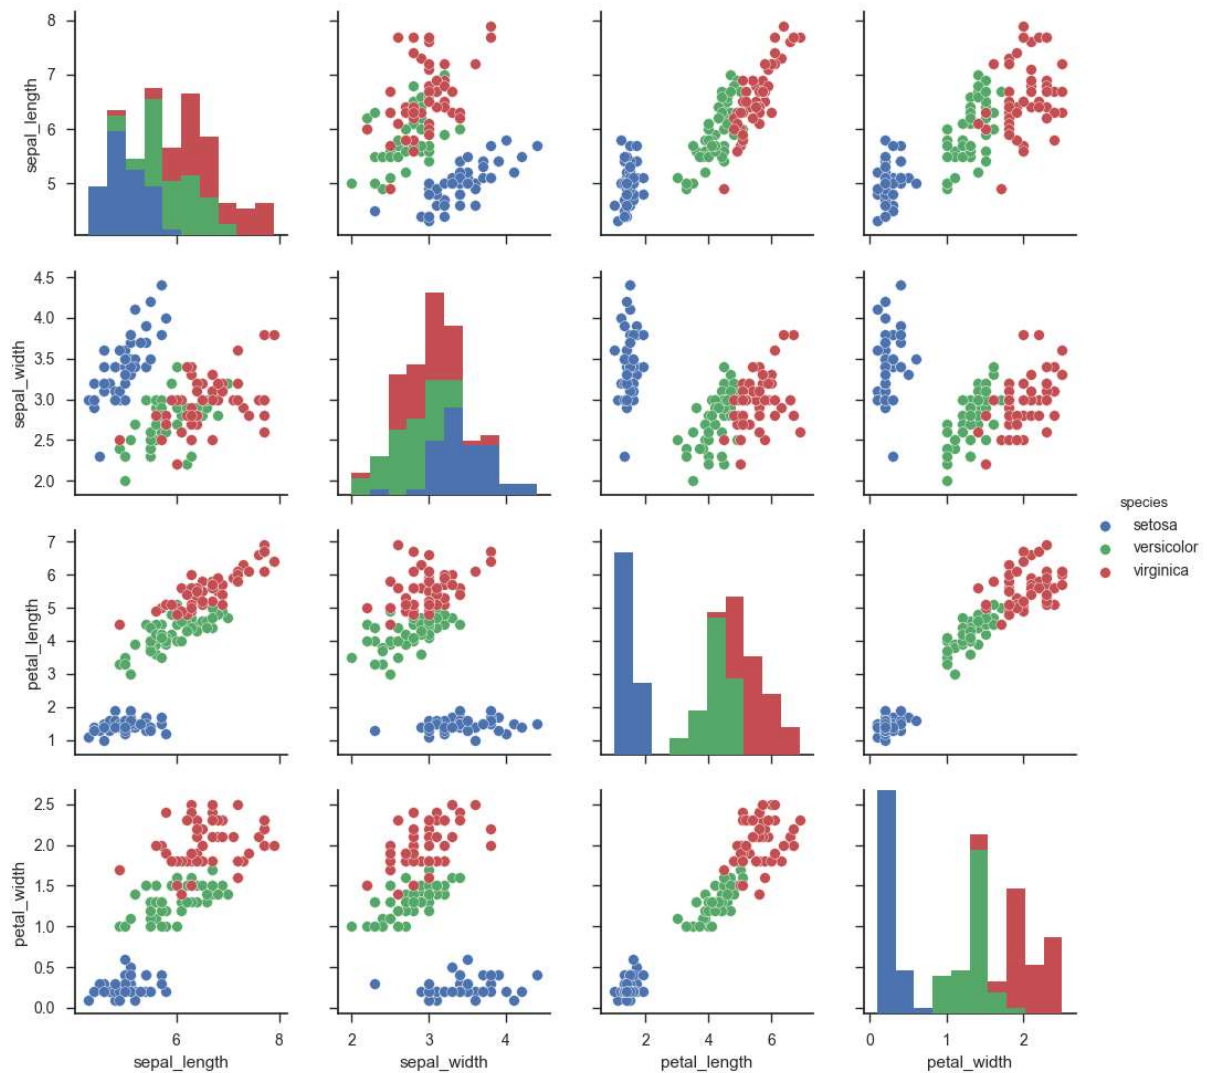 8
7
6
5
sepal_length
4.5
4.0
3.5
3.0
2.5
2.0
sepal_width
species
setosa
versicolor
virginica
7
6
5
4
3
2
1
petal_length
2.5
2.0
1.5
1.0
0.5
0.0
petal_width
6 8
2 3 4
2 4 6
0 1 2
sepal_length
sepal_width
petal_length
petal_width